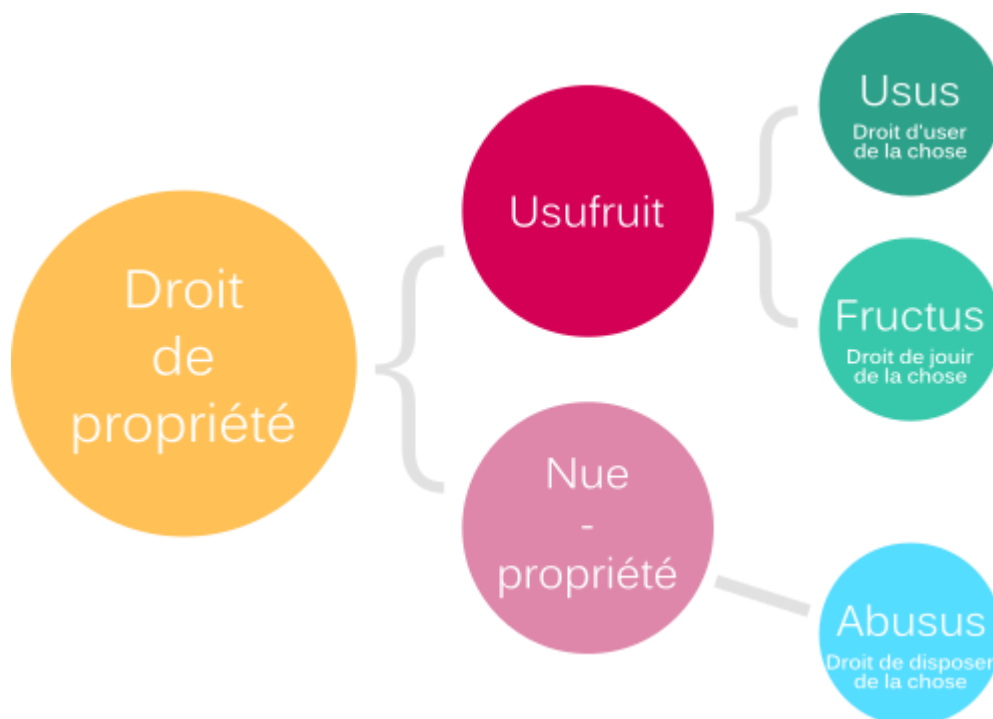 Droit
de
propriété
Usufruit
Nue
-
propriété
Usus
Droit d'user
de la chose
Fructus
Droit de jouir
de la chose
Abusus
Droit de disposer
de la chose